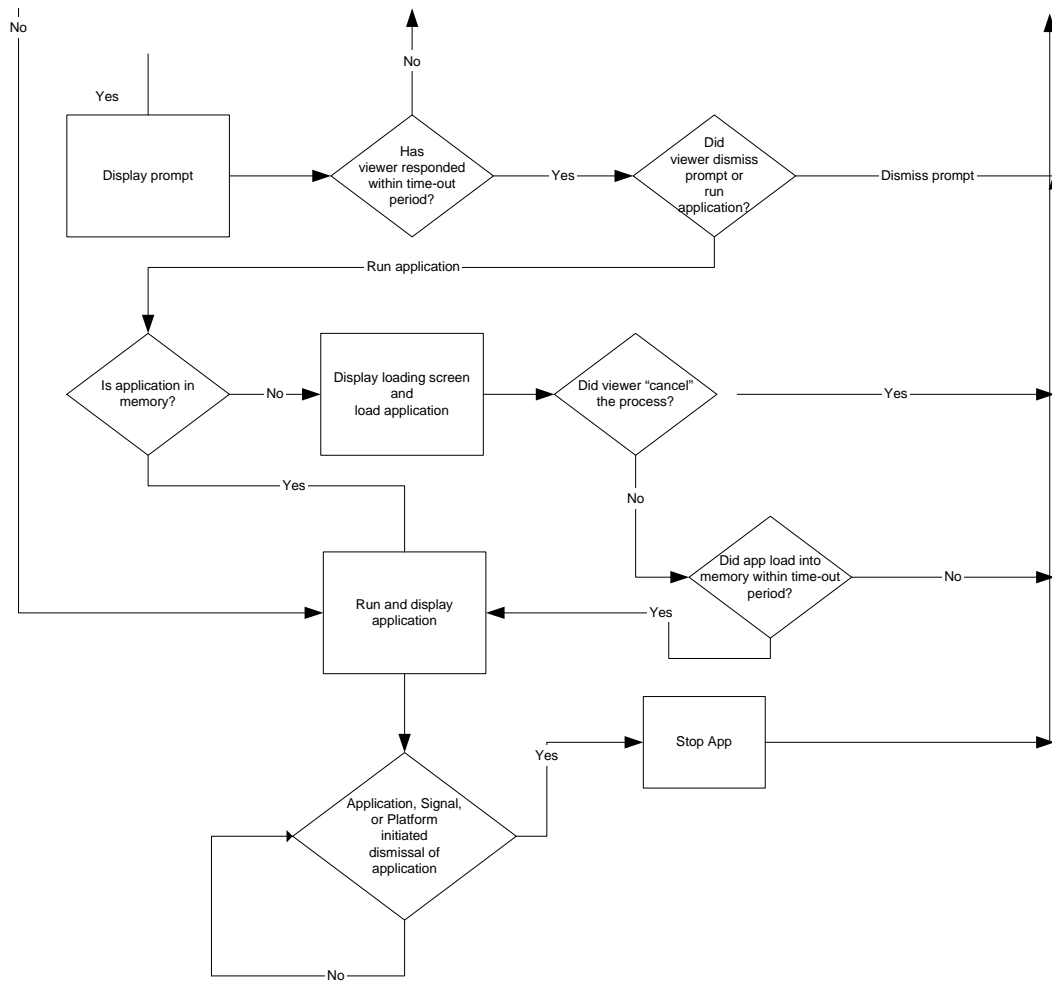 No
No
Yes
Display prompt
Has
viewer responded
within time-out
period?
Yes
Did
viewer dismiss
prompt or
run
application?
Dismiss prompt
Run application
Is application in
memory?
No
Display loading screen
and
load application
Did viewer “cancel”
the process?
Yes
Yes
No
Did app load into
memory within time-out
period?
No
Run and display
application
Yes
Stop App
Yes
Application, Signal,
or Platform
initiated
dismissal of
application
No